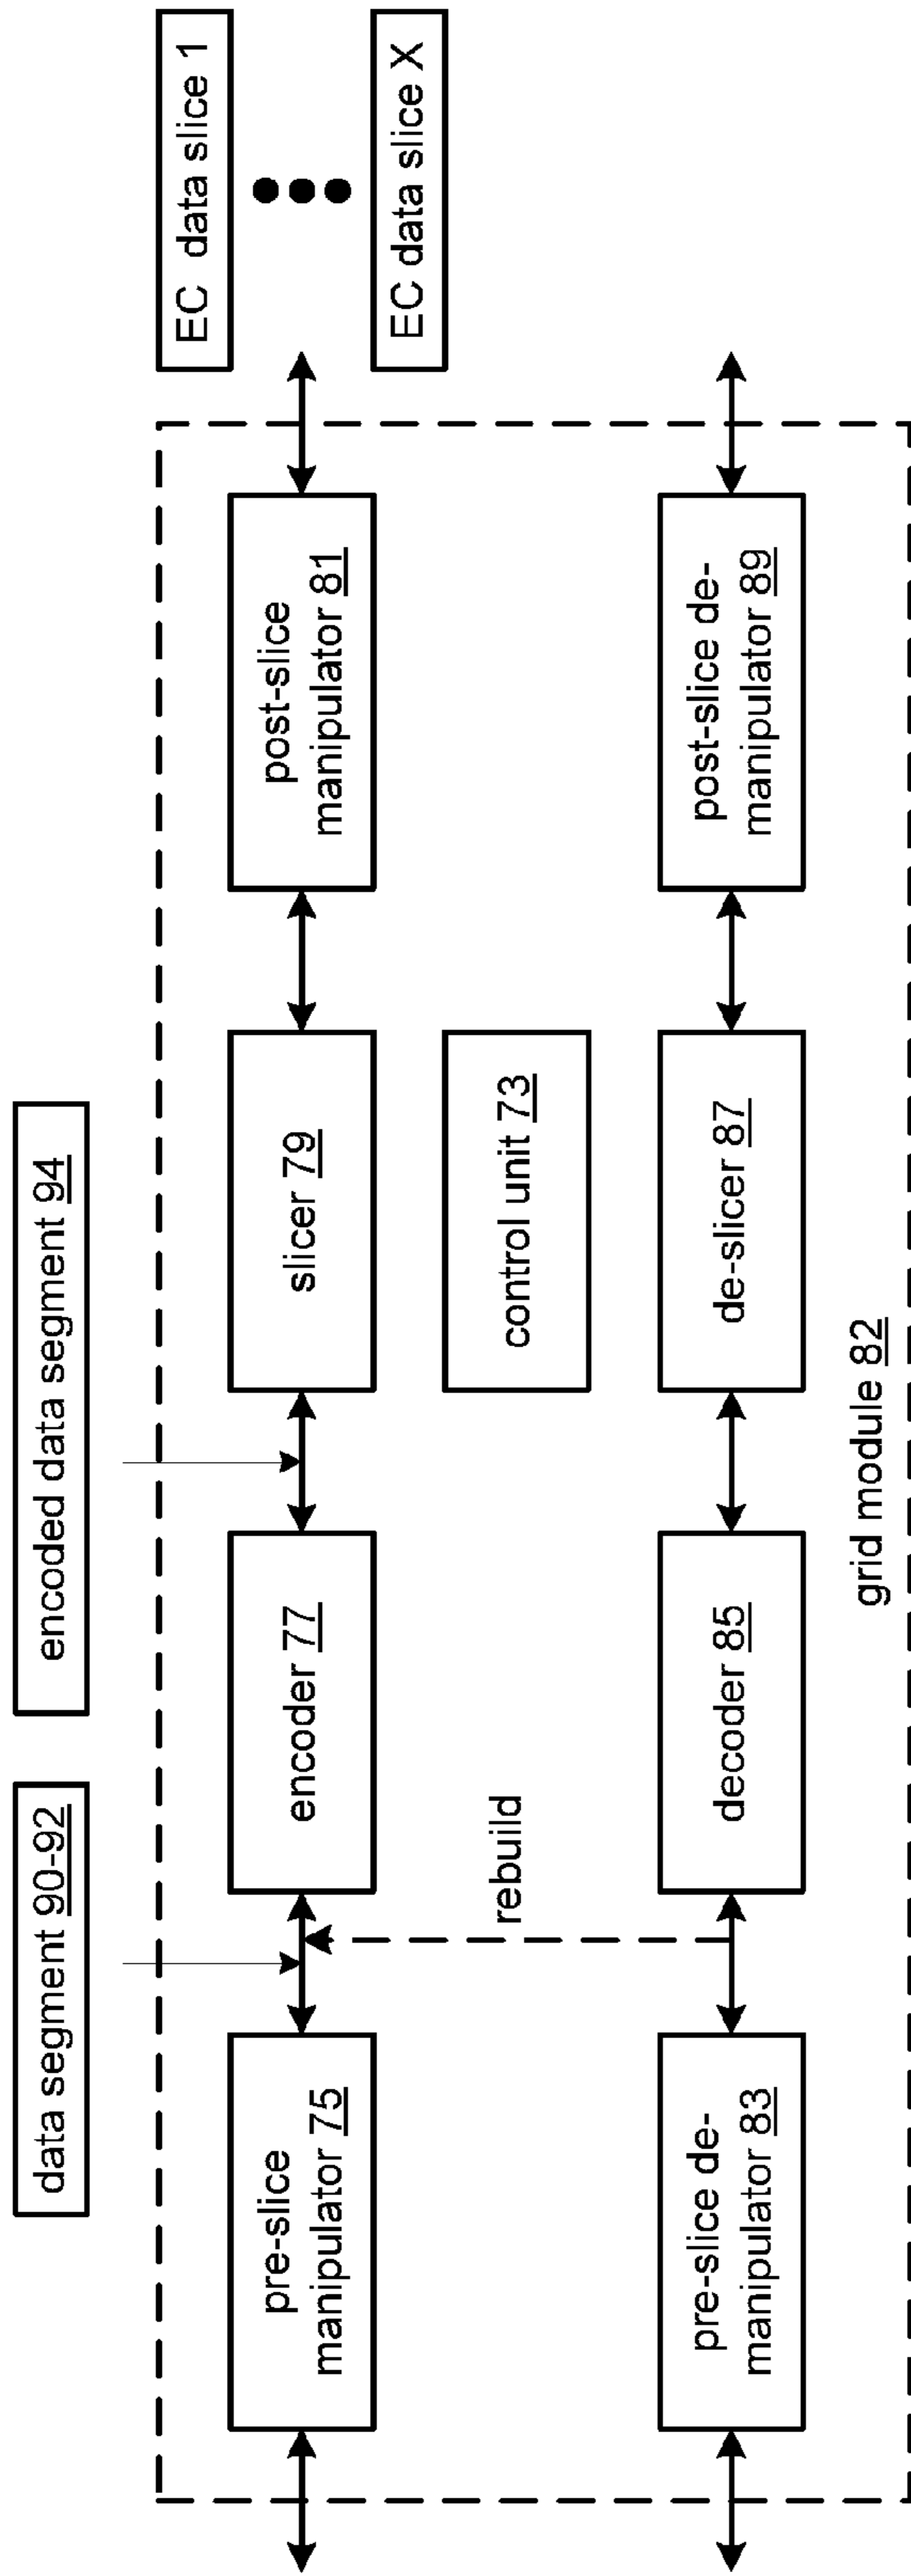 data segment 90-92
encoded data segment 94
EC data slice 1
EC data slice X
pre-slice
manipulator 75
encoder 77
slicer 79
post-slice
manipulator 81
rebuild
control unit 73
pre-slice de-
manipulator 83
decoder 85
de-slicer 87
post-slice de-
manipulator 89
grid module 82